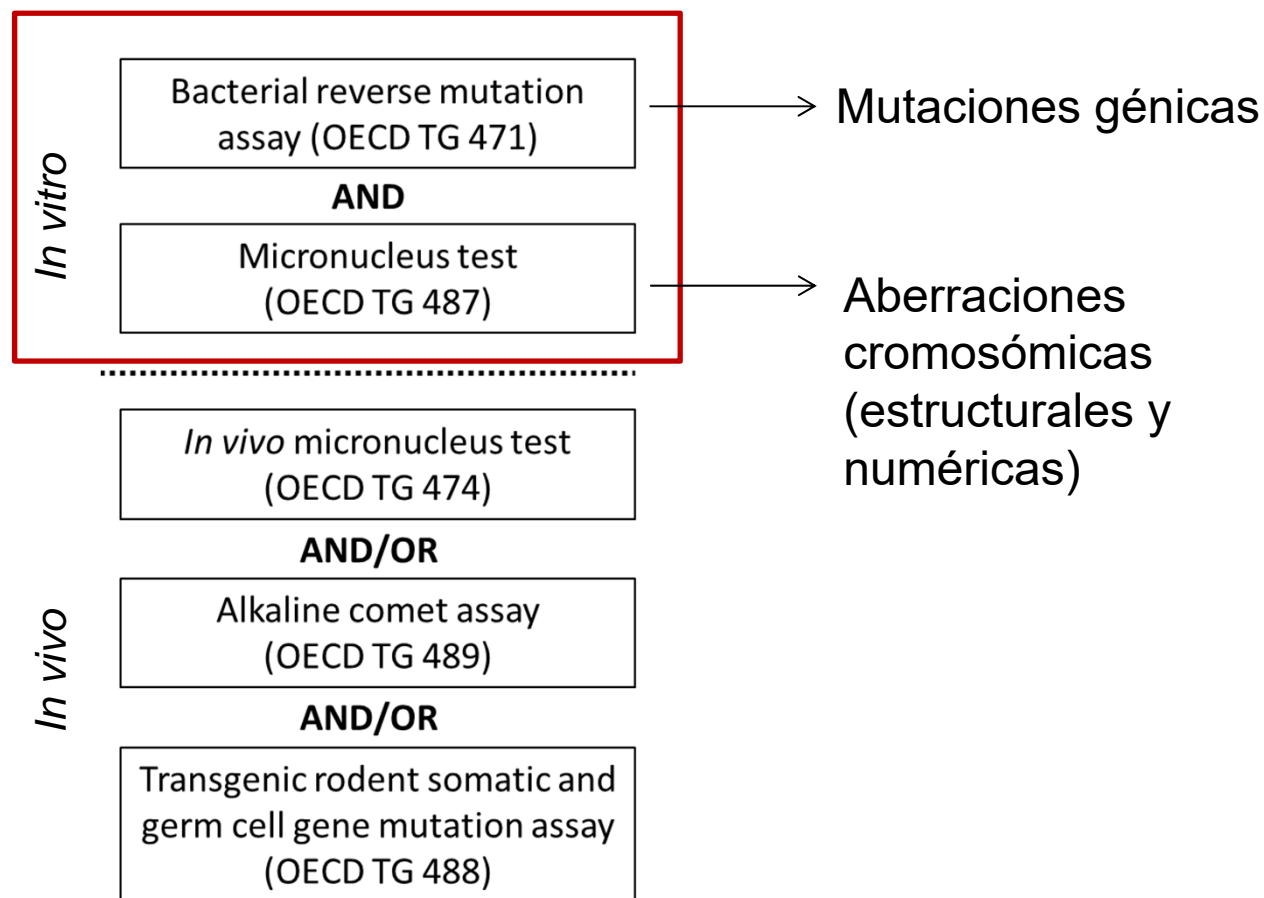 In vitro
Bacterial reverse mutation
assay (OECD TG 471)
Mutaciones génicas
AND
Micronucleus test
(OECD TG 487)
Aberraciones
cromosómicas
(estructurales y
numéricas)
In vivo
In vivo micronucleus test
(OECD TG 474)
AND/OR
Alkaline comet assay
(OECD TG 489)
AND/OR
Transgenic rodent somatic and
germ cell gene mutation assay
(OECD TG 488)